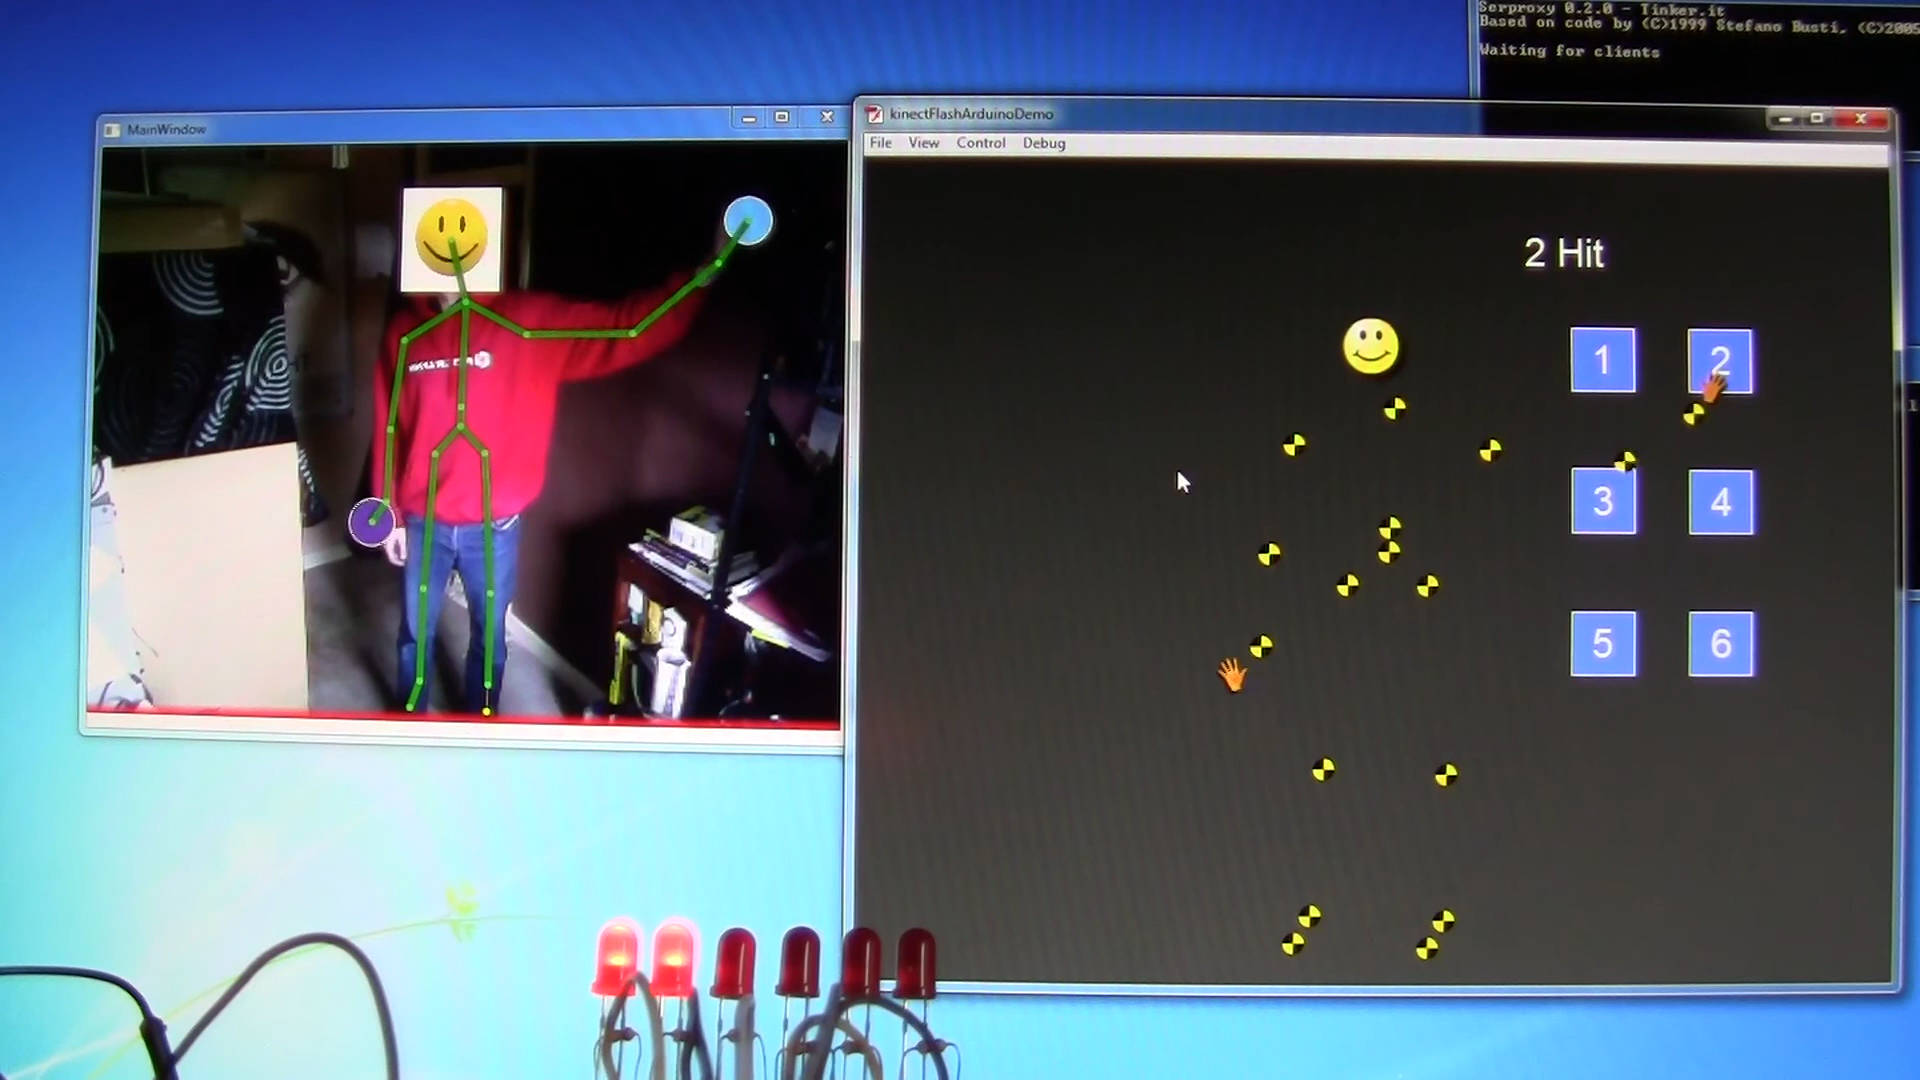 Serproxy 0.2.0 - Tinker.it
Based on code by (C)1999 Stefano Busti, (C)2005
Waiting for clients
MainWindow
kinectFlashArduinoDemo
File View Control Debug
2 Hit
1 2
3 4
5 6